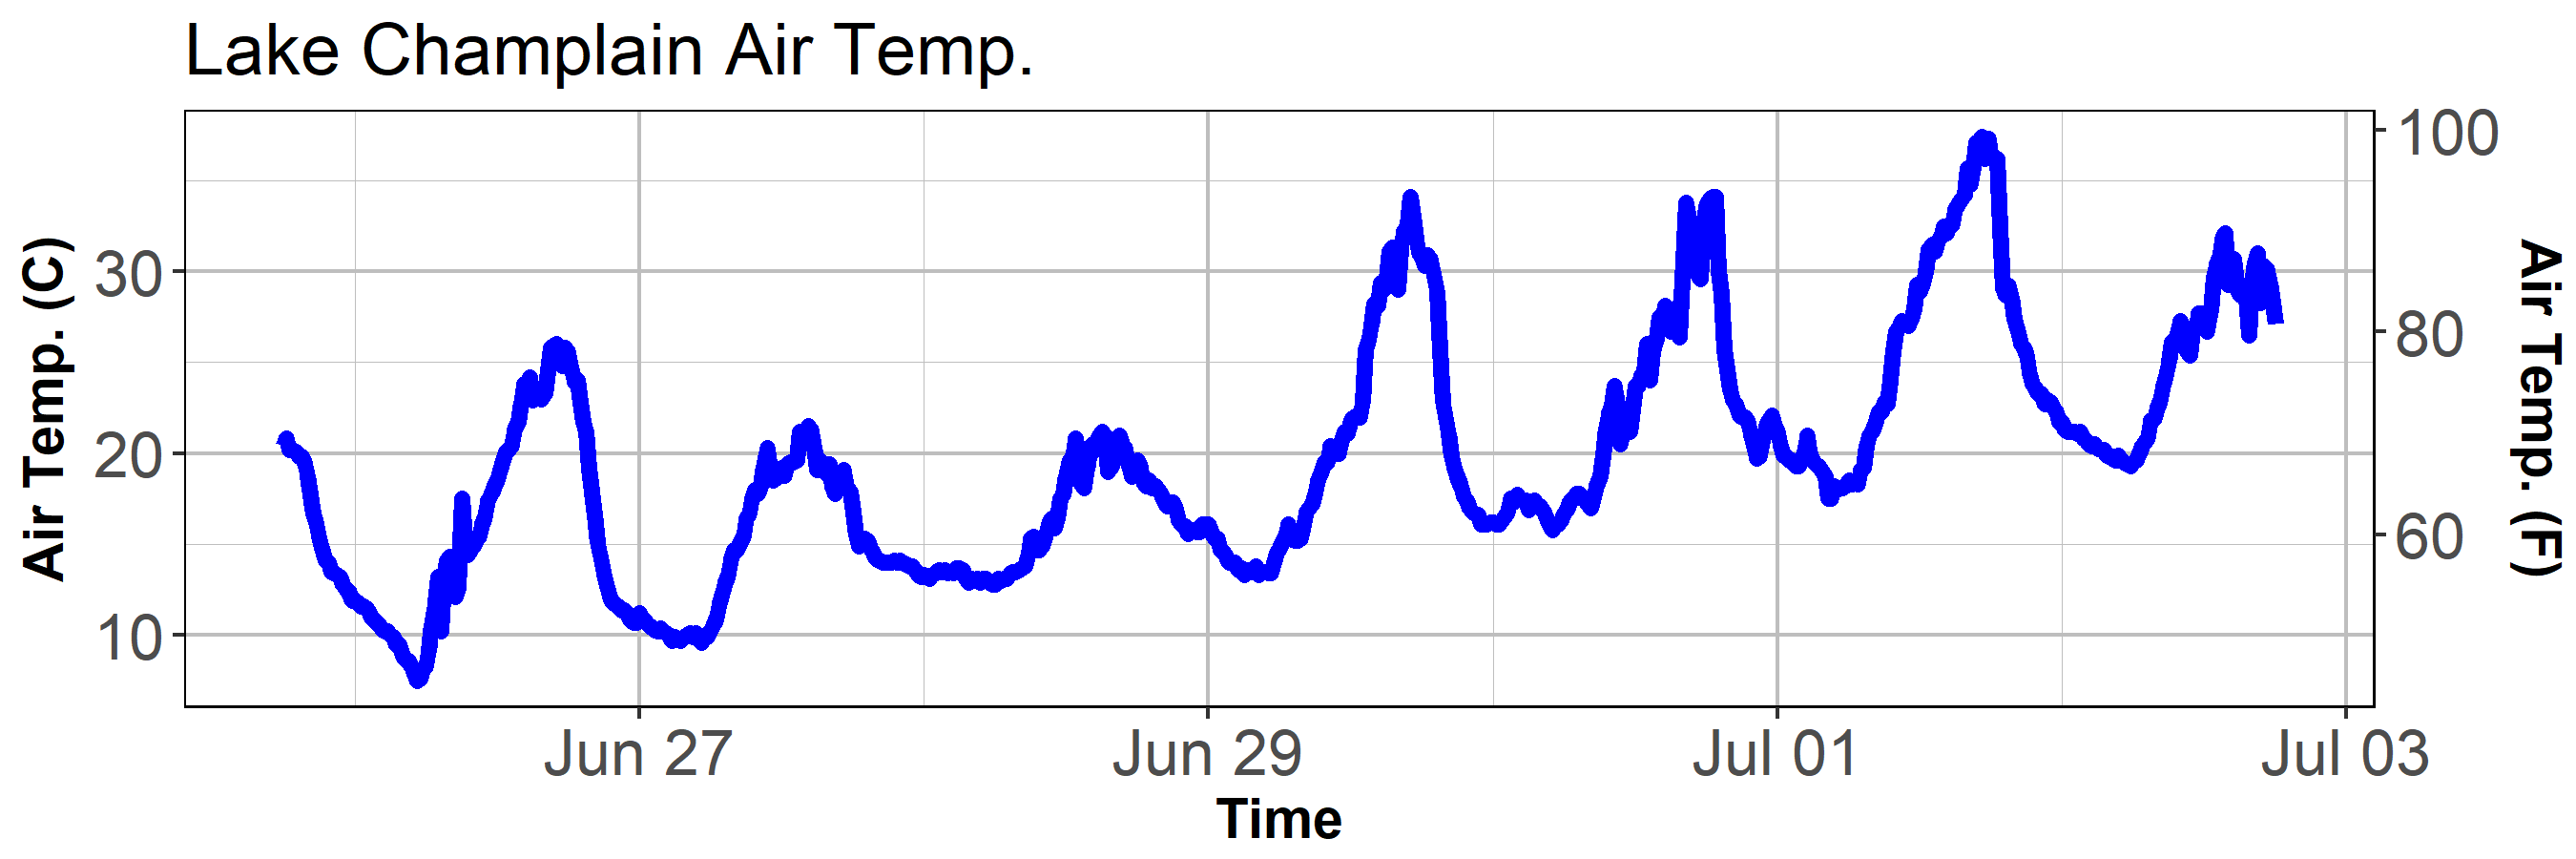 Lake Champlain Air Temp.
Air Temp. (C)
30
20
10
100
80
60
Air Temp. (F)
Jun 27
Jun 29
Jul 01
Jul 03
Time